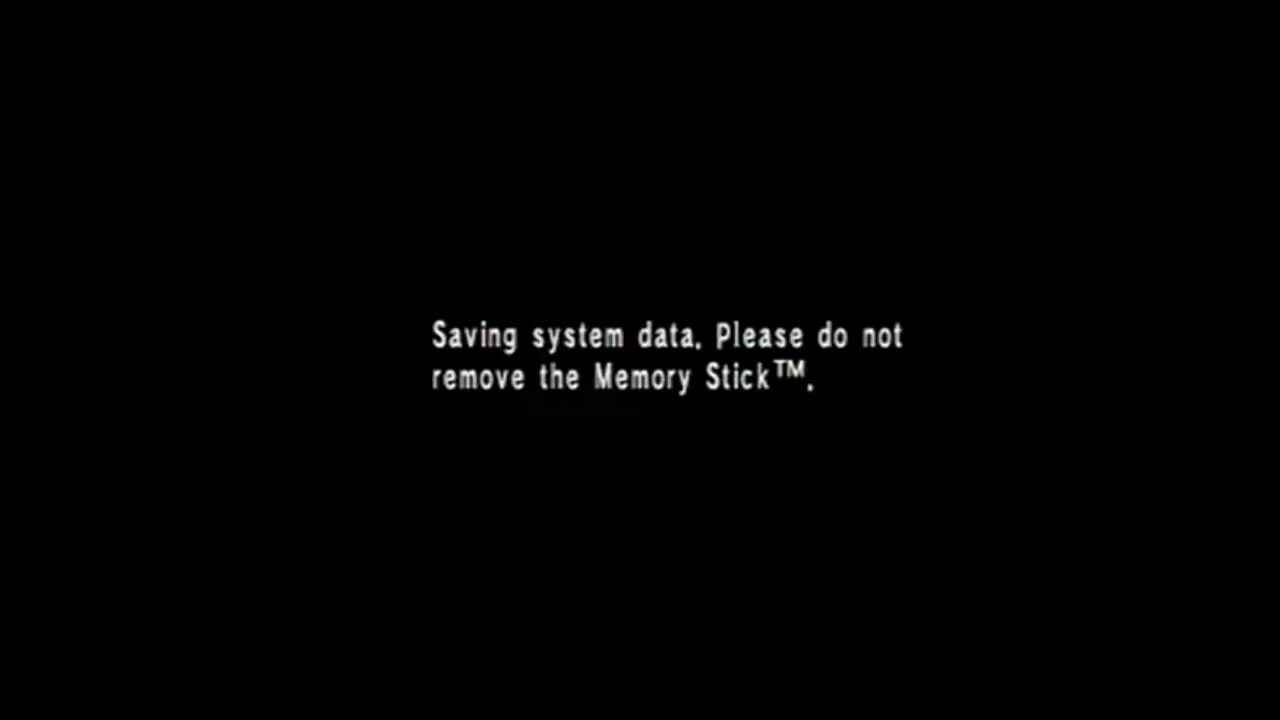 Saving system data. Please do not
remove the Memory Stick™.